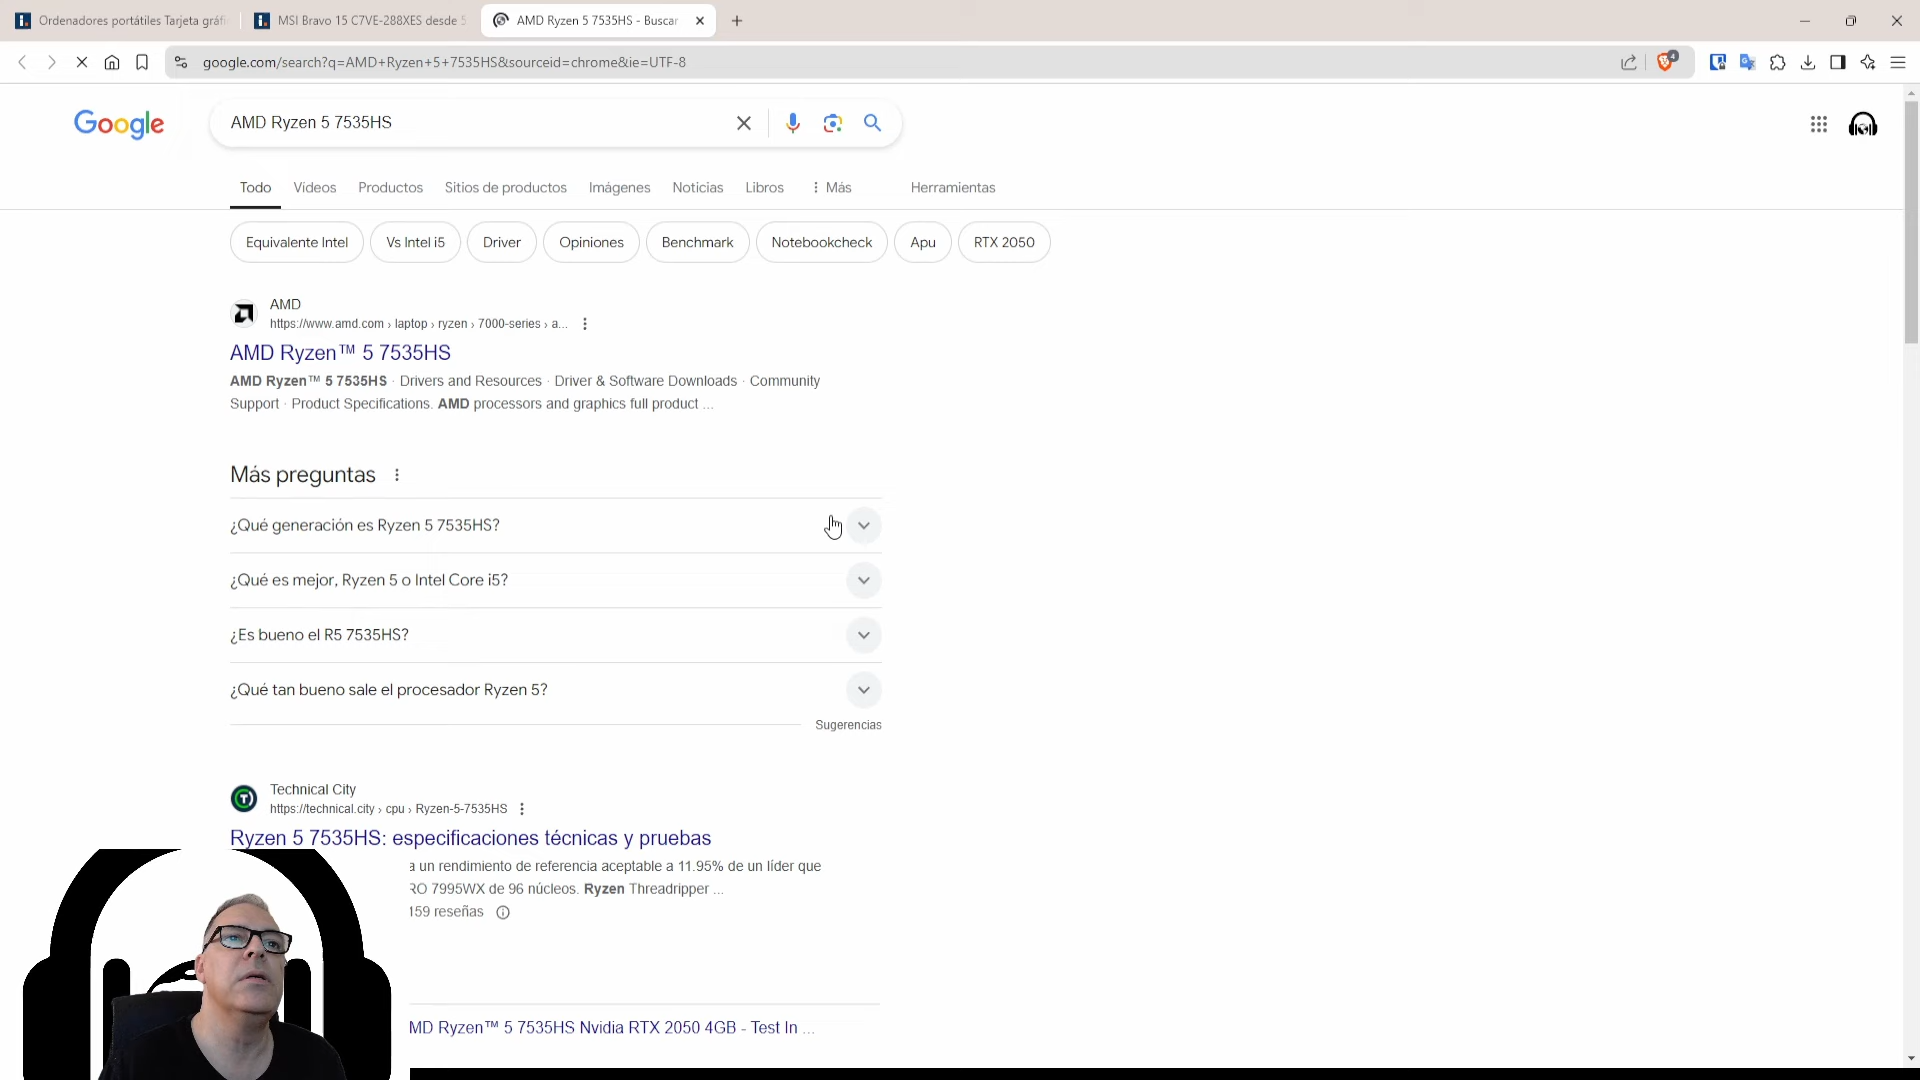 Ordenadores portátiles Tarjeta gráfi
MSI Bravo 15 C7VE-288XES desde 5
AMD Ryzen 5 7535HS - Buscar
google.com/search?q=AMD+Ryzen+5+7535HS&sourceid=chrome&ie=UTF-8
4
Google
AMD Ryzen 5 7535HS
Todo
Vídeos
Productos
Sitios de productos
Imágenes
Noticias
Libros
Más
Herramientas
Equivalente Intel
Vs Intel i5
Driver
Opiniones
Benchmark
Notebookcheck
Apu
RTX 2050
AMD
https://www.amd.com › laptop › ryzen › 7000-series › a...
AMD Ryzen™ 5 7535HS
AMD Ryzen™ 5 7535HS · Drivers and Resources · Driver & Software Downloads · Community
Support · Product Specifications. AMD processors and graphics full product ...
Más preguntas
¿Qué generación es Ryzen 5 7535HS?
¿Qué es mejor, Ryzen 5 o Intel Core i5?
¿Es bueno el R5 7535HS?
¿Qué tan bueno sale el procesador Ryzen 5?
Sugerencias
Technical City
https://technical.city › cpu › Ryzen-5-7535HS
Ryzen 5 7535HS: especificaciones técnicas y pruebas
a un rendimiento de referencia aceptable a 11.95% de un líder que
RO 7995WX de 96 núcleos. Ryzen Threadripper ...
159 reseñas
MD Ryzen™ 5 7535HS Nvidia RTX 2050 4GB - Test In ...